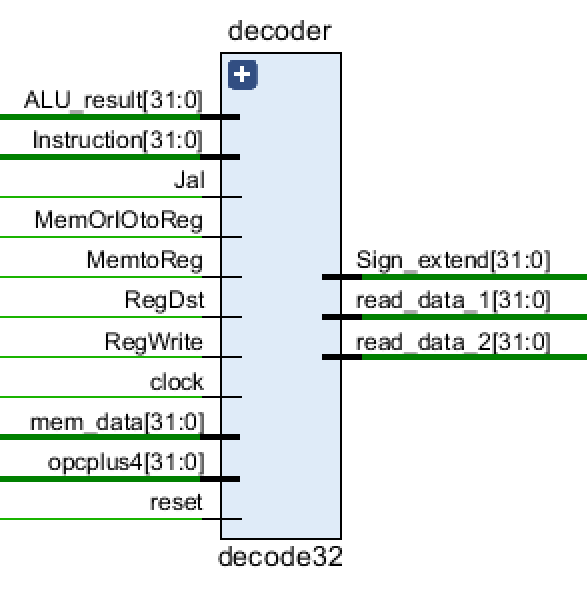 decoder
ALU_result[31:0]
Instruction[31:0]
Jal
MemOrIOtoReg
MemtoReg
RegDst
RegWrite
clock
mem_data[31:0]
opcplus4[31:0]
reset
Sign_extend[31:0]
read_data_1[31:0]
read_data_2[31:0]
decode32